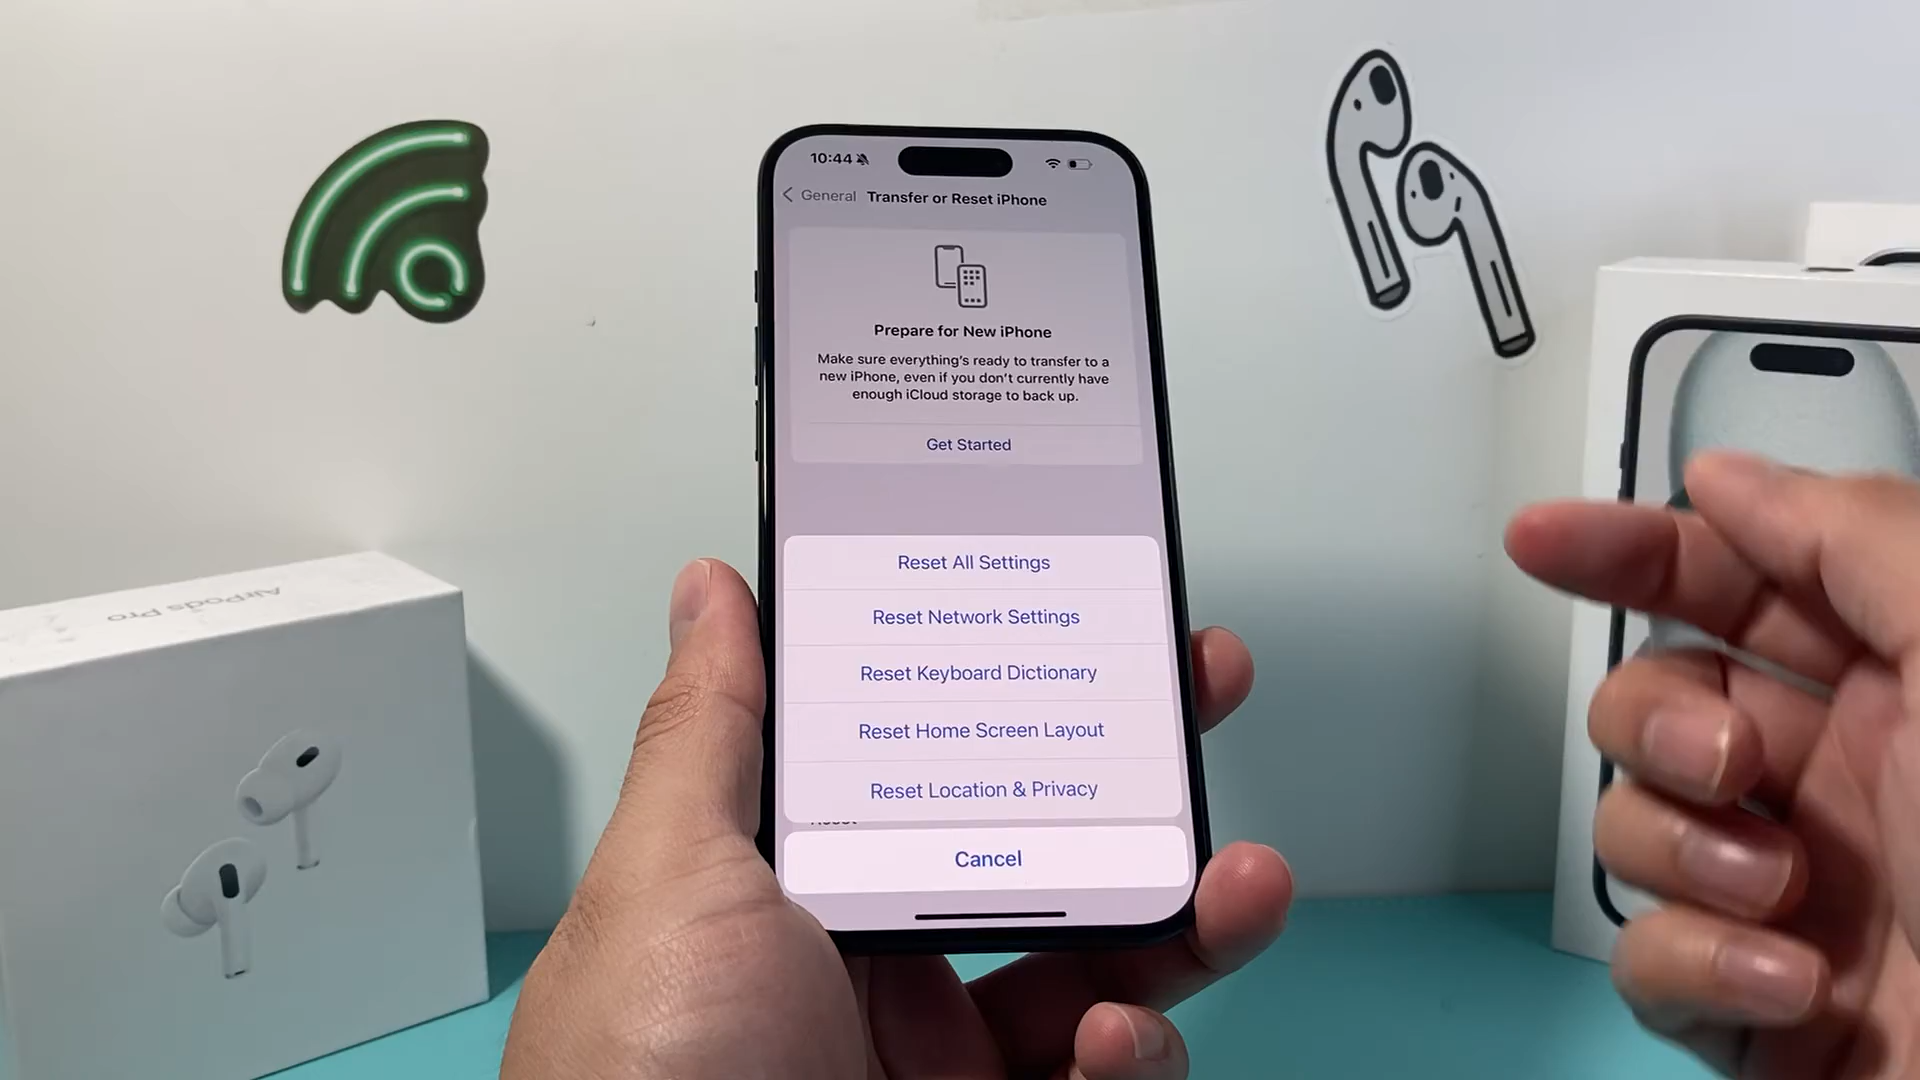 10:44
General
Transfer or Reset iPhone
Prepare for New iPhone
Make sure everything's ready to transfer to a
new iPhone, even if you don't currently have
enough iCloud storage to back up.
Get Started
Reset All Settings
Reset Network Settings
Reset Keyboard Dictionary
Reset Home Screen Layout
Reset Location & Privacy
Reset
Cancel
AirPods Pro